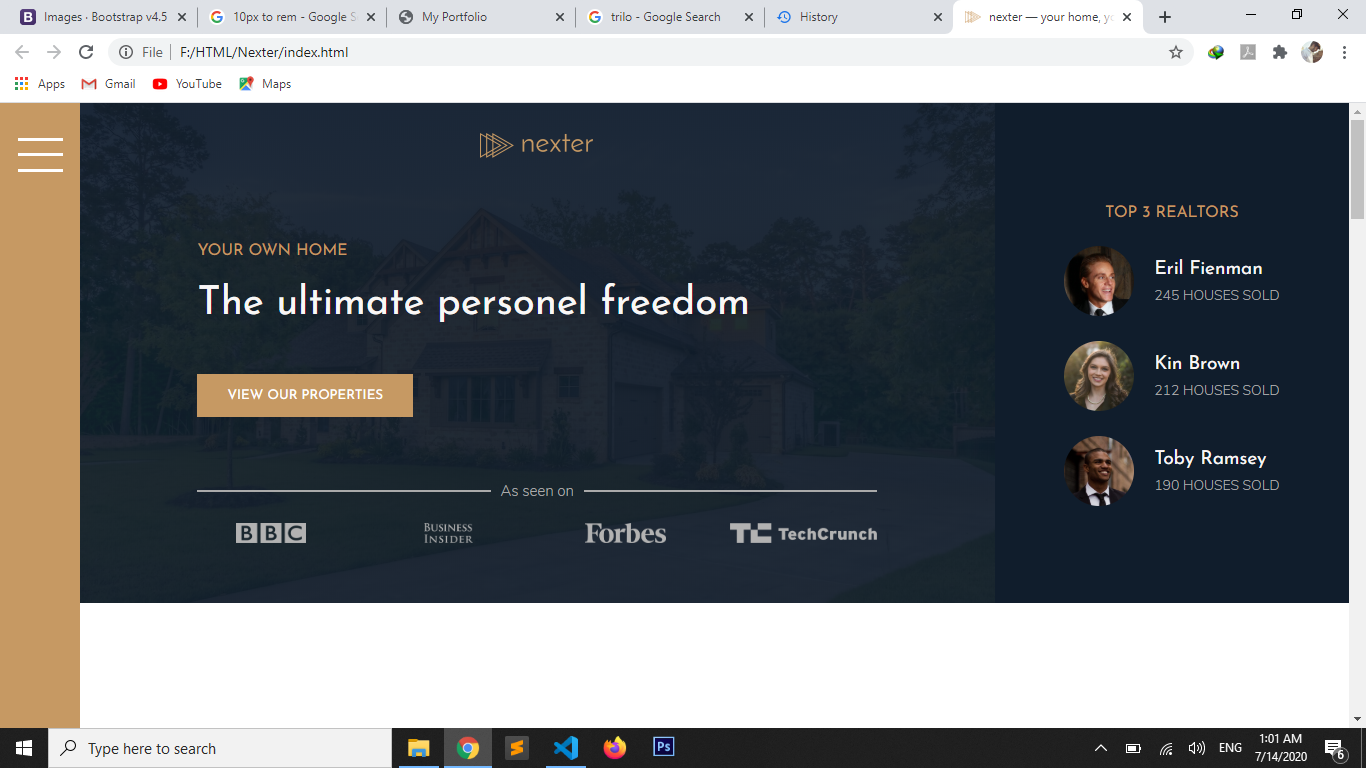 Images · Bootstrap v4.5
10px to rem - Google S
My Portfolio
trilo - Google Search
History
nexter — your home, yo
File
F:/HTML/Nexter/index.html
Apps
Gmail
YouTube
Maps
nexter
YOUR OWN HOME
The ultimate personel freedom
VIEW OUR PROPERTIES
As seen on
BBC
BUSINESS
INSIDER
Forbes
TC TechCrunch
TOP 3 REALTORS
Eril Fienman
245 HOUSES SOLD
Kin Brown
212 HOUSES SOLD
Toby Ramsey
190 HOUSES SOLD
Type here to search
Ps
ENG
1:01 AM
7/14/2020
6